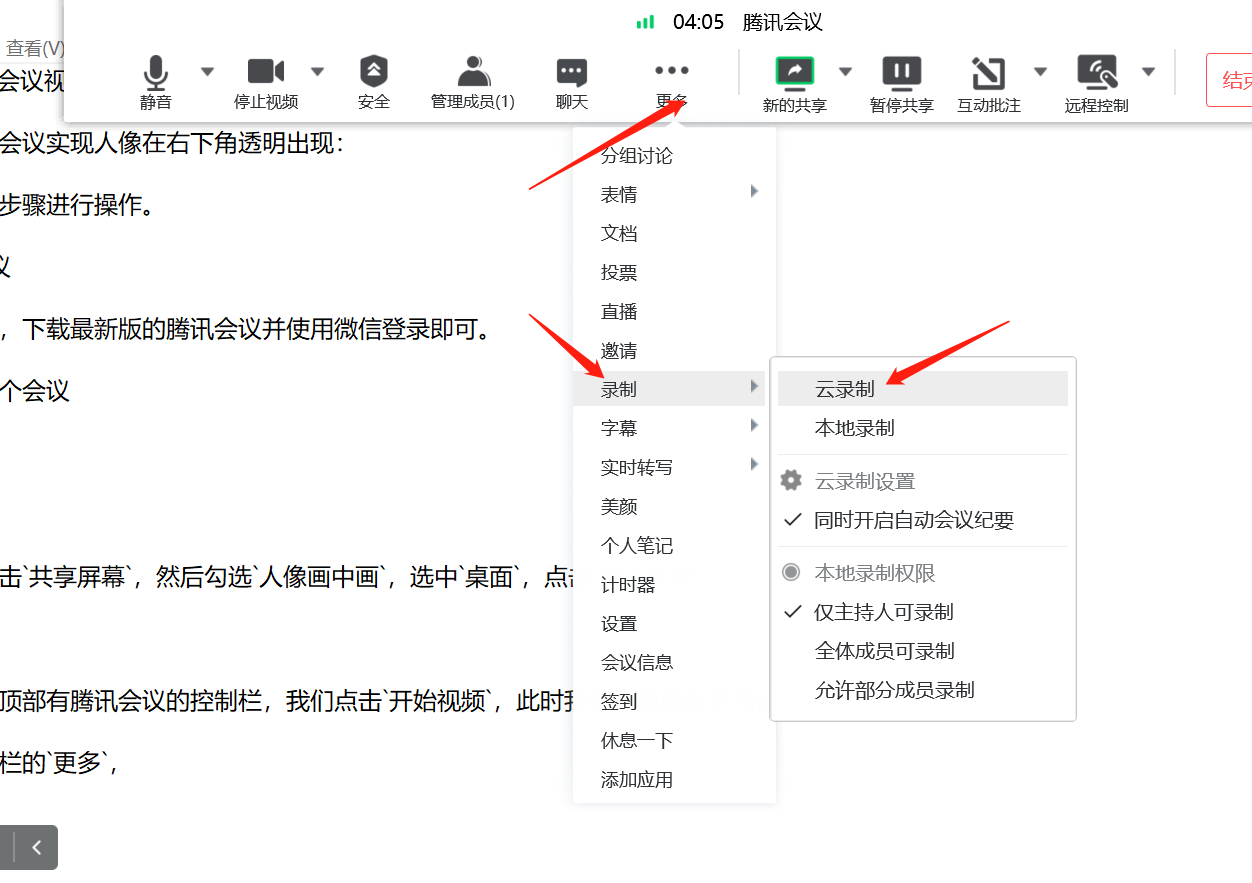 04:05 腾讯会议
查看(V)
会议视
静音
停止视频
安全
管理成员(1)
聊天
更多
新的共享
暂停共享
互动批注
远程控制
结束
会议实现人像在右下角透明出现：
步骤进行操作。
议
，下载最新版的腾讯会议并使用微信登录即可。
个会议
击`共享屏幕`，然后勾选`人像画中画`，选中`桌面`，点击
顶部有腾讯会议的控制栏，我们点击`开始视频`，此时我
栏的`更多`，
分组讨论
表情
文档
投票
直播
邀请
录制
字幕
实时转写
美颜
个人笔记
计时器
设置
会议信息
签到
休息一下
添加应用
云录制
本地录制
云录制设置
同时开启自动会议纪要
本地录制权限
仅主持人可录制
全体成员可录制
允许部分成员录制